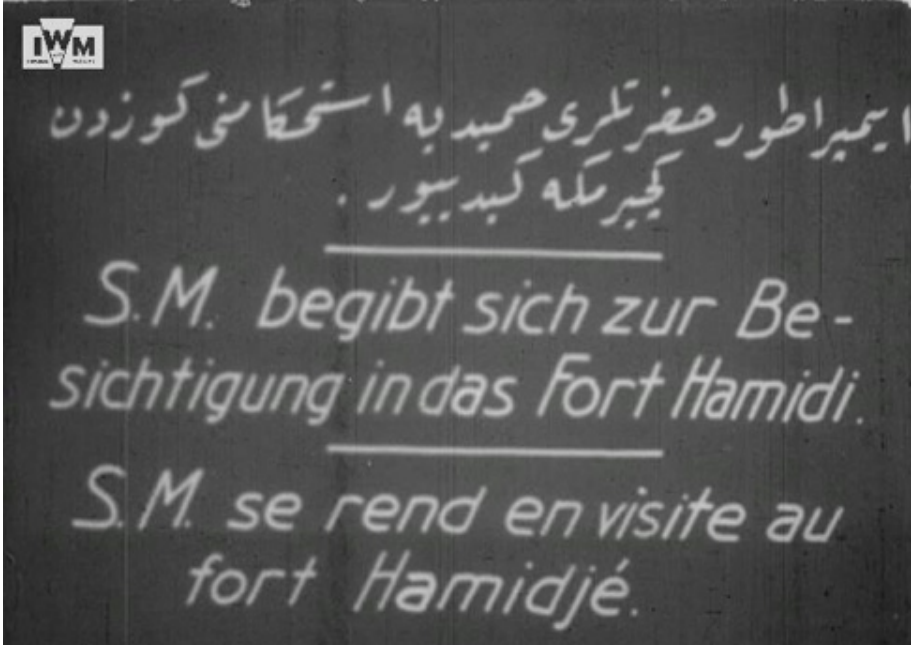 IWM
ایمپراطور حضرتلری حمیدیه استحکامنی کوزدن
کچیرمکه کیدییور .
S.M. begibt sich zur Be-
sichtigung in das Fort Hamidi.
S.M. se rend en visite au
fort Hamidjé.